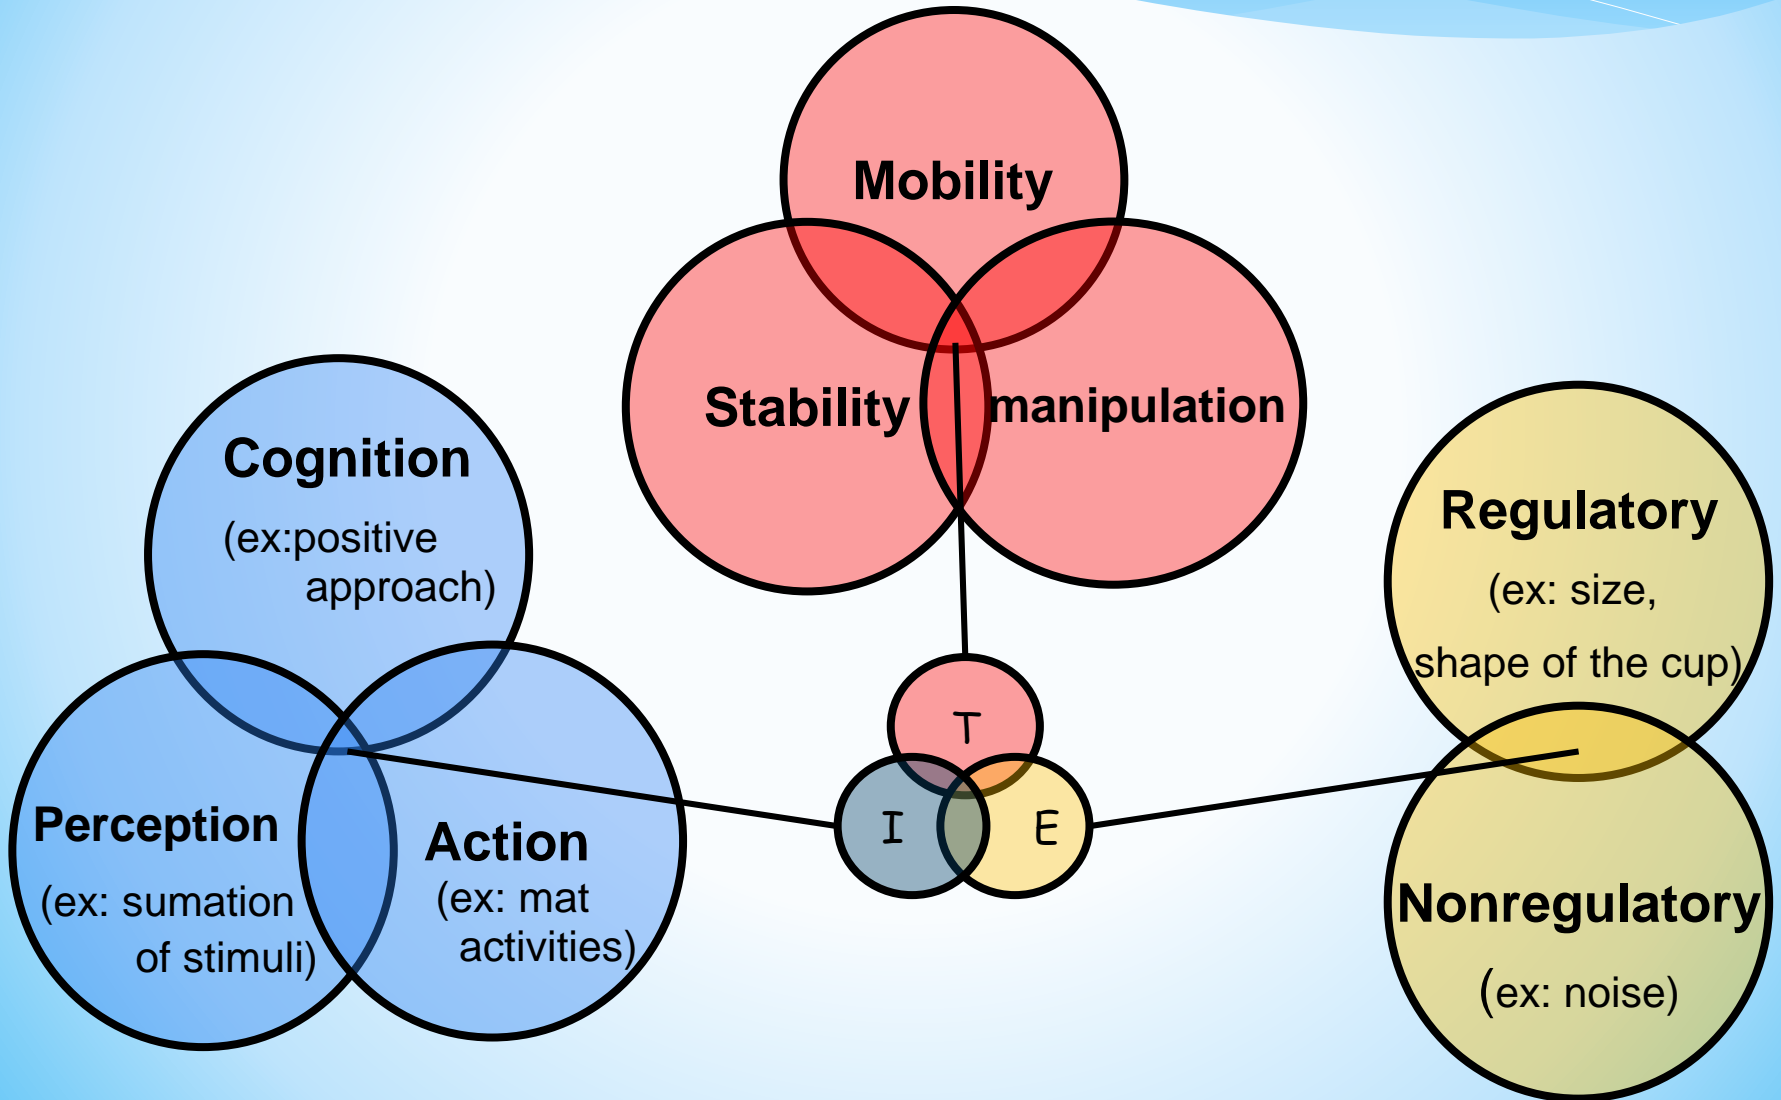 Mobility
Stability
manipulation
Cognition
(ex:positive
approach)
Perception
(ex: sumation
of stimuli)
Action
(ex: mat
activities)
T
I
E
Regulatory
(ex: size,
shape of the cup)
Nonregulatory
(ex: noise)